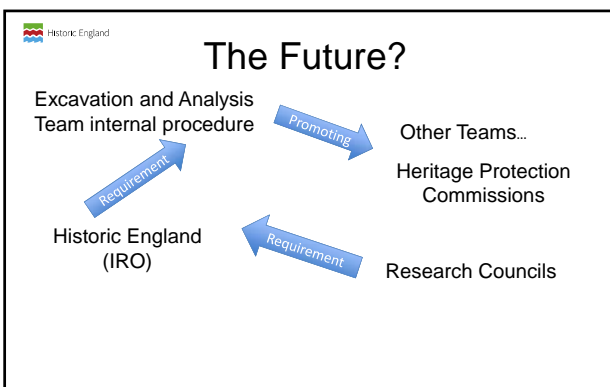 Historic England
The Future?
Excavation and Analysis
Team internal procedure
Promoting
Other Teams…
Heritage Protection
Commissions
Requirement
Historic England
(IRO)
Requirement
Research Councils